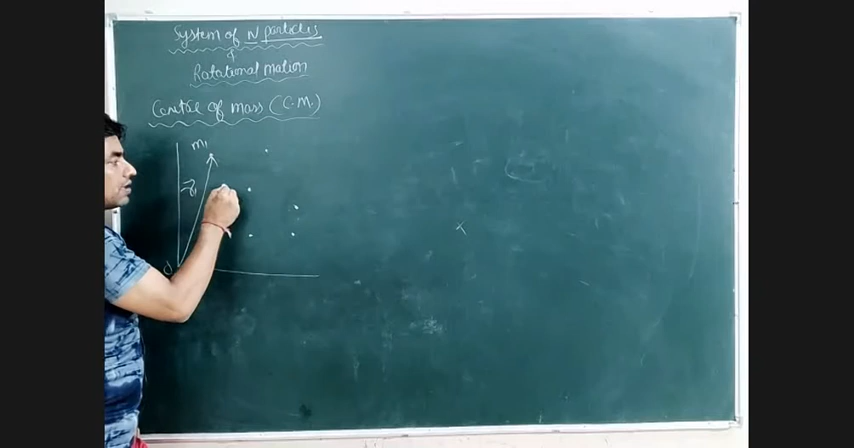 System of N particles
&
Rotational motion
Centre of mass (C.M.)
m1
r1
O